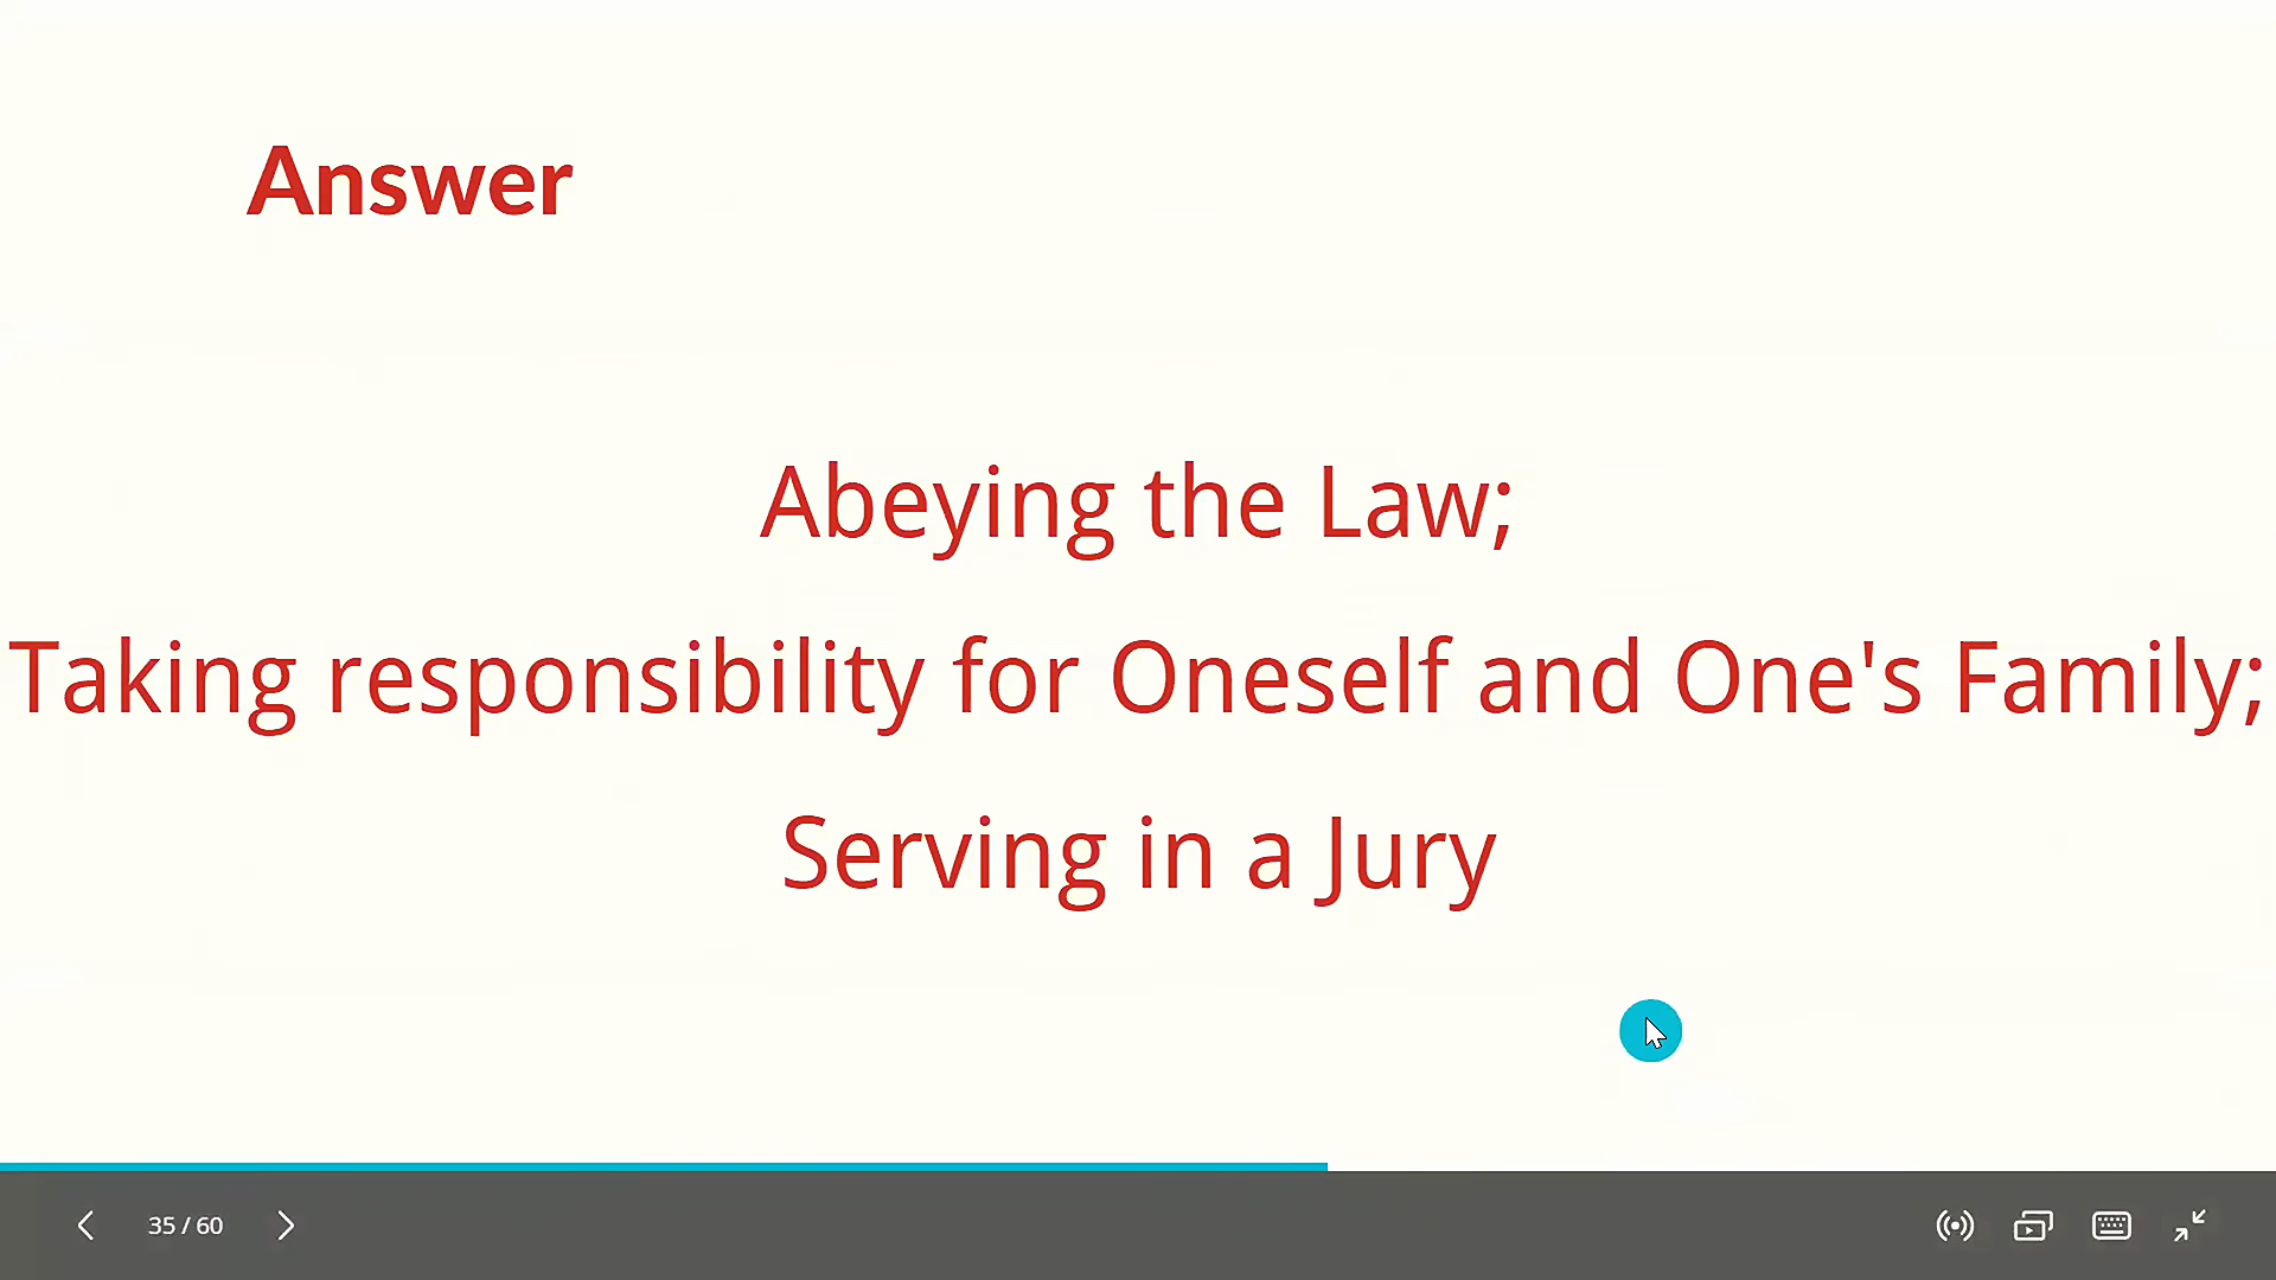 Answer
Abeying the Law;
Taking responsibility for Oneself and One's Family;
Serving in a Jury
35 / 60